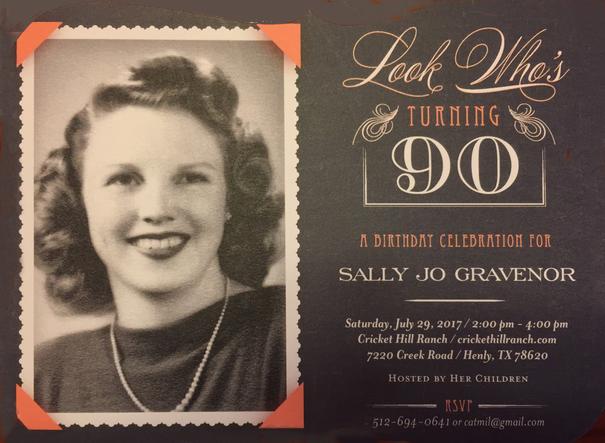 Look Who's
TURNING
90
A BIRTHDAY CELEBRATION FOR
SALLY JO GRAVENOR
Saturday, July 29, 2017 / 2:00 pm - 4:00 pm
Cricket Hill Ranch / crickethillranch.com
7220 Creek Road / Henly, TX 78620
HOSTED BY HER CHILDREN
RSVP
512-694-0641 or catmil@gmail.com